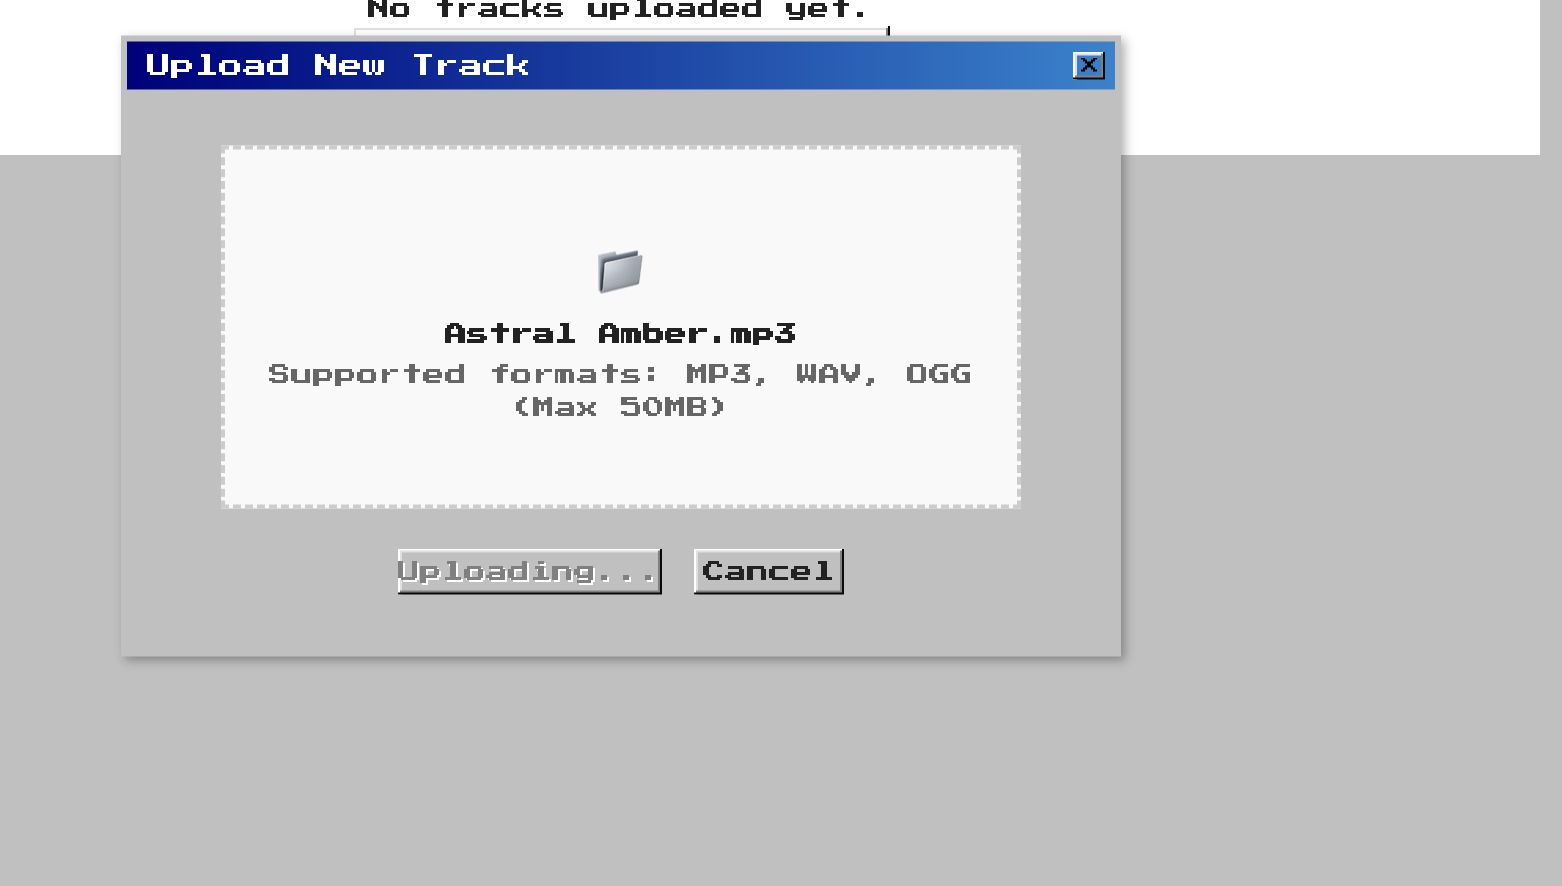 No tracks uploaded yet.
Upload New Track
Astral Amber.mp3
Supported formats: MP3, WAV, OGG
(Max 50MB)
Uploading... Cancel